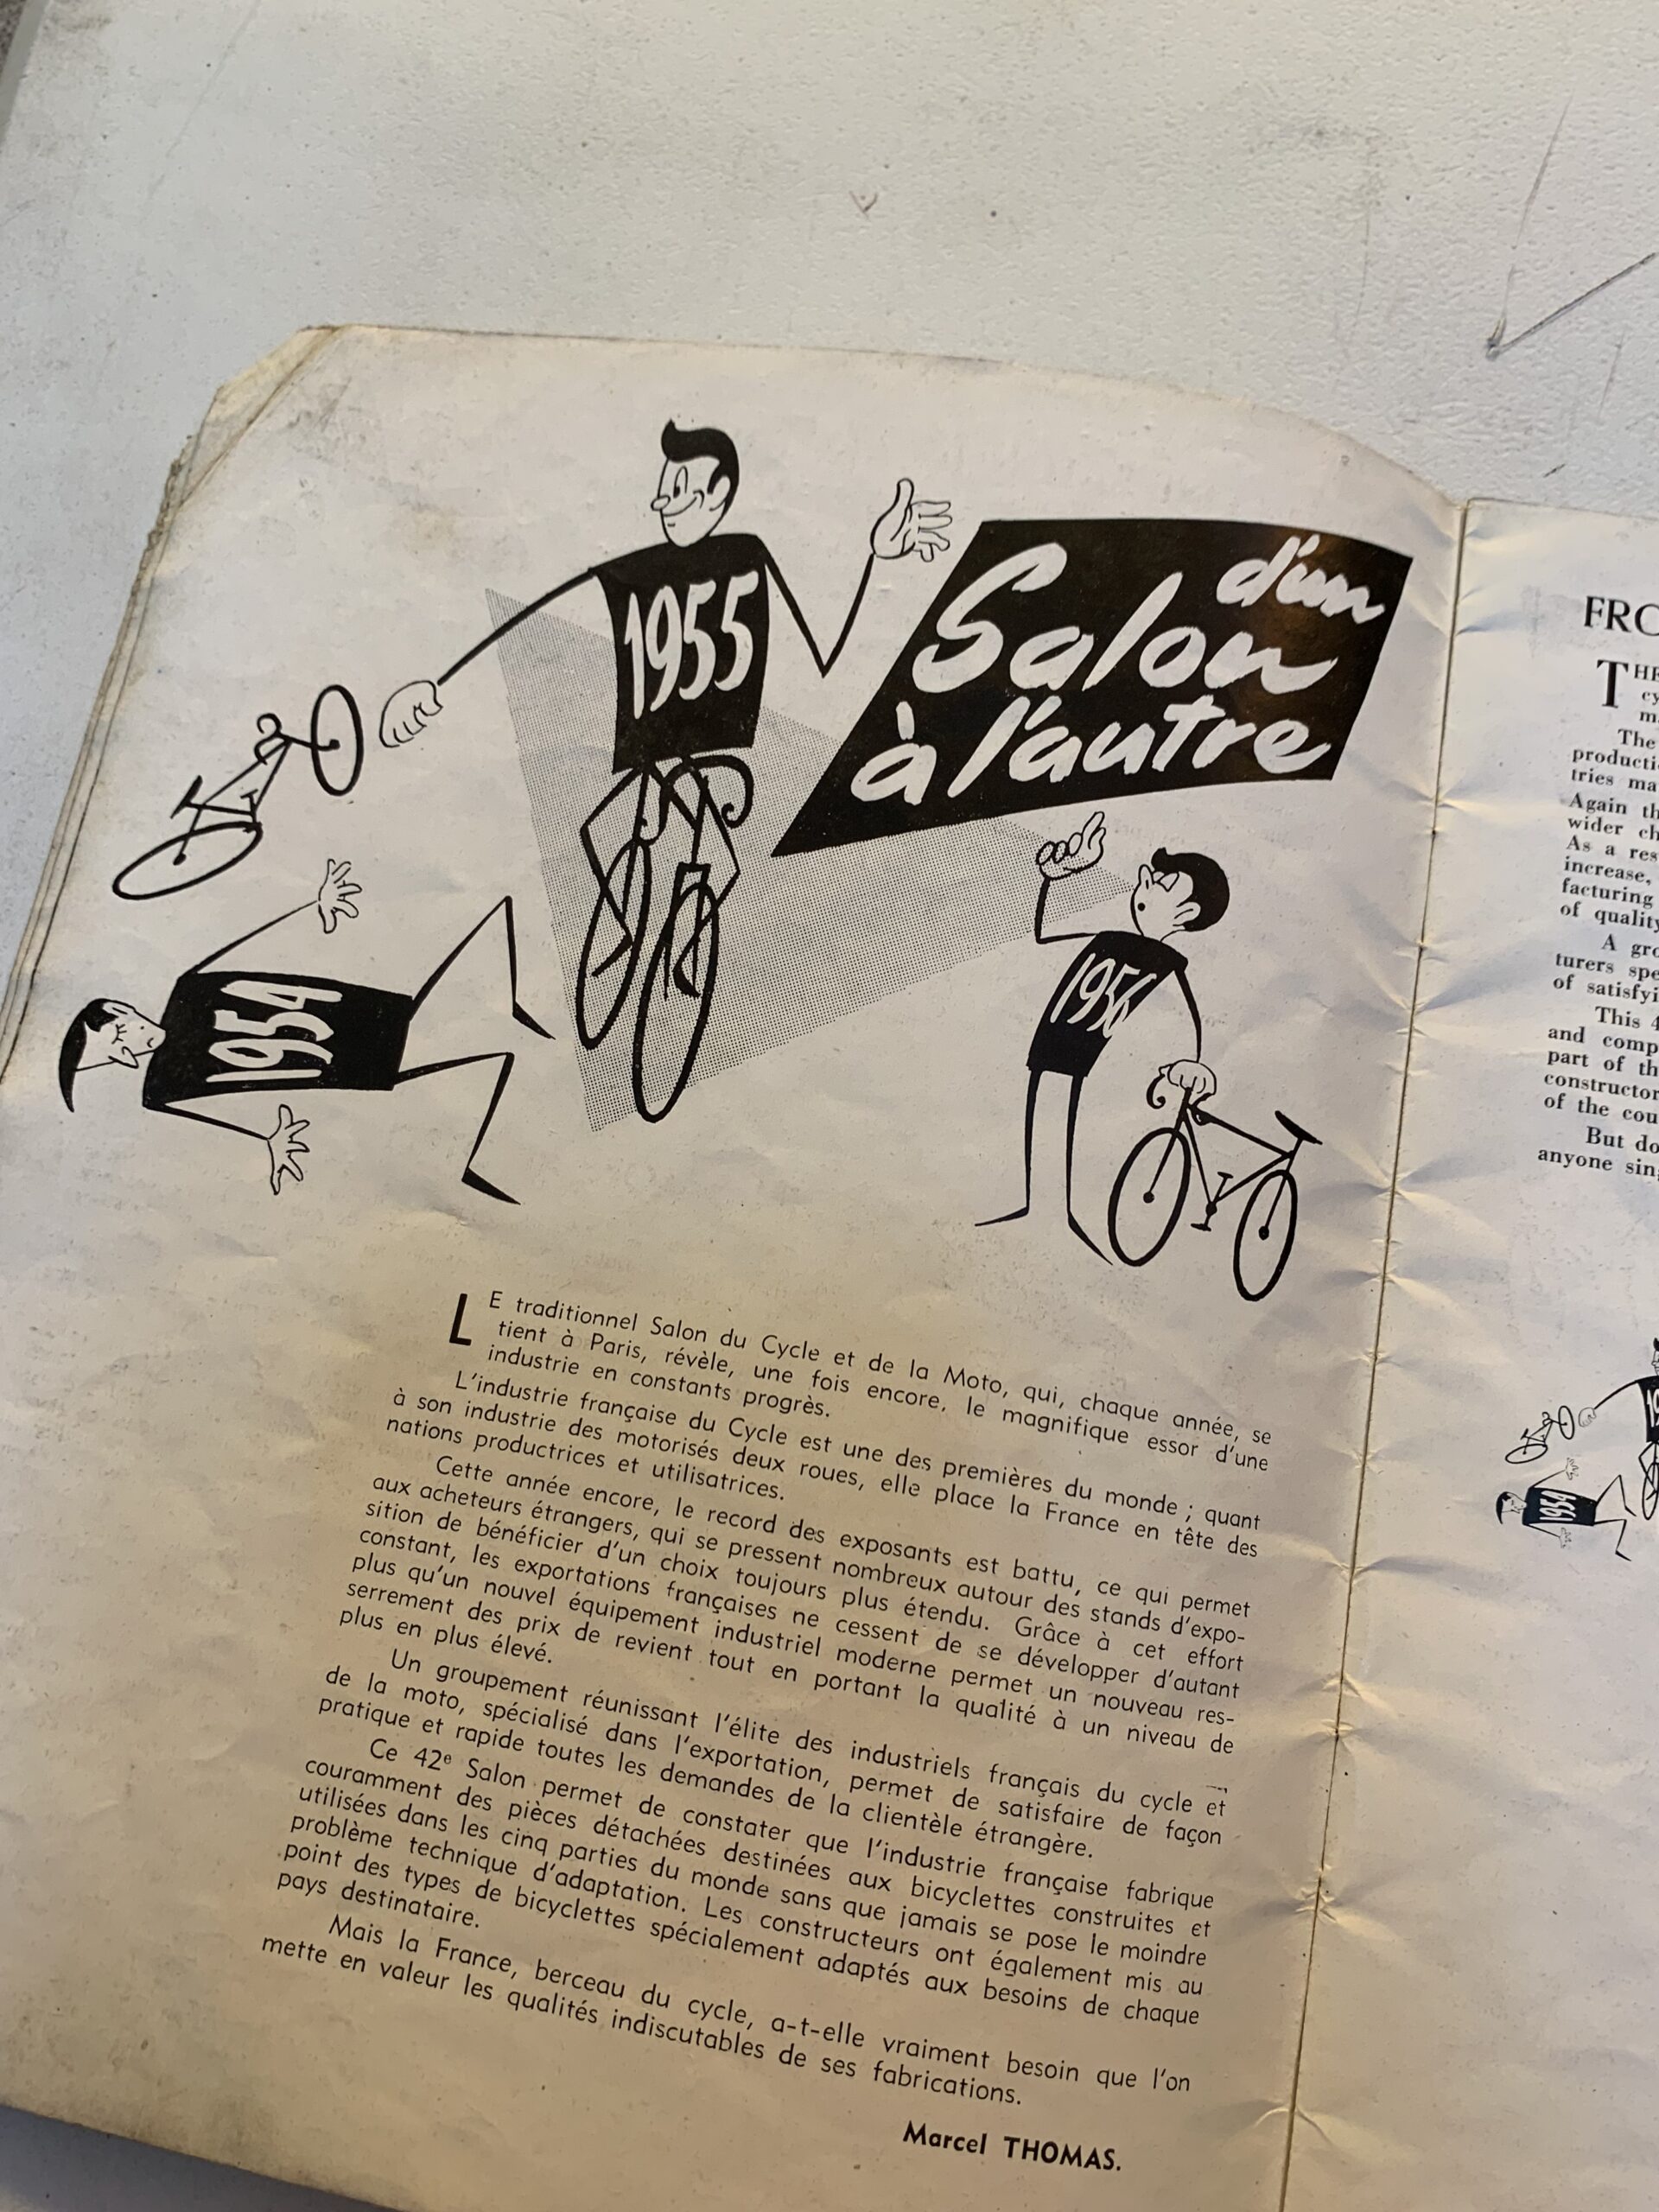 d'un
Salon
à l'autre
1955
1954
1956
LE traditionnel Salon du Cycle et de la Moto, qui, chaque année, se
tient à Paris, révèle, une fois encore, le magnifique essor d'une
industrie en constants progrès.
L'industrie française du Cycle est une des premières du monde ; quant
à son industrie des motorisés deux roues, elle place la France en tête des
nations productrices et utilisatrices.
Cette année encore, le record des exposants est battu, ce qui permet
aux acheteurs étrangers, qui se pressent nombreux autour des stands d'expo-
sition de bénéficier d'un choix toujours plus étendu. Grâce à cet effort
constant, les exportations françaises ne cessent de se développer d'autant
plus qu'un nouvel équipement industriel moderne permet un nouveau res-
serrement des prix de revient tout en portant la qualité à un niveau de
plus en plus élevé.
Un groupement réunissant l'élite des industriels français du cycle et
de la moto, spécialisé dans l'exportation, permet de satisfaire de façon
pratique et rapide toutes les demandes de la clientèle étrangère.
Ce 42e Salon permet de constater que l'industrie française fabrique
couramment des pièces détachées destinées aux bicyclettes construites et
utilisées dans les cinq parties du monde sans que jamais se pose le moindre
problème technique d'adaptation. Les constructeurs ont également mis au
point des types de bicyclettes spécialement adaptés aux besoins de chaque
pays destinataire.
Mais la France, berceau du cycle, a-t-elle vraiment besoin que l'on
mette en valeur les qualités indiscutables de ses fabrications.
Marcel THOMAS.
FRO
THE
cy
ma
The
producti
tries ma
Again th
wider ch
As a res
increase,
facturing
of quality
A gro
turers spe
of satisfyi
This 4
and comp
part of th
constructor
of the cou
But do
anyone sin
19
1954